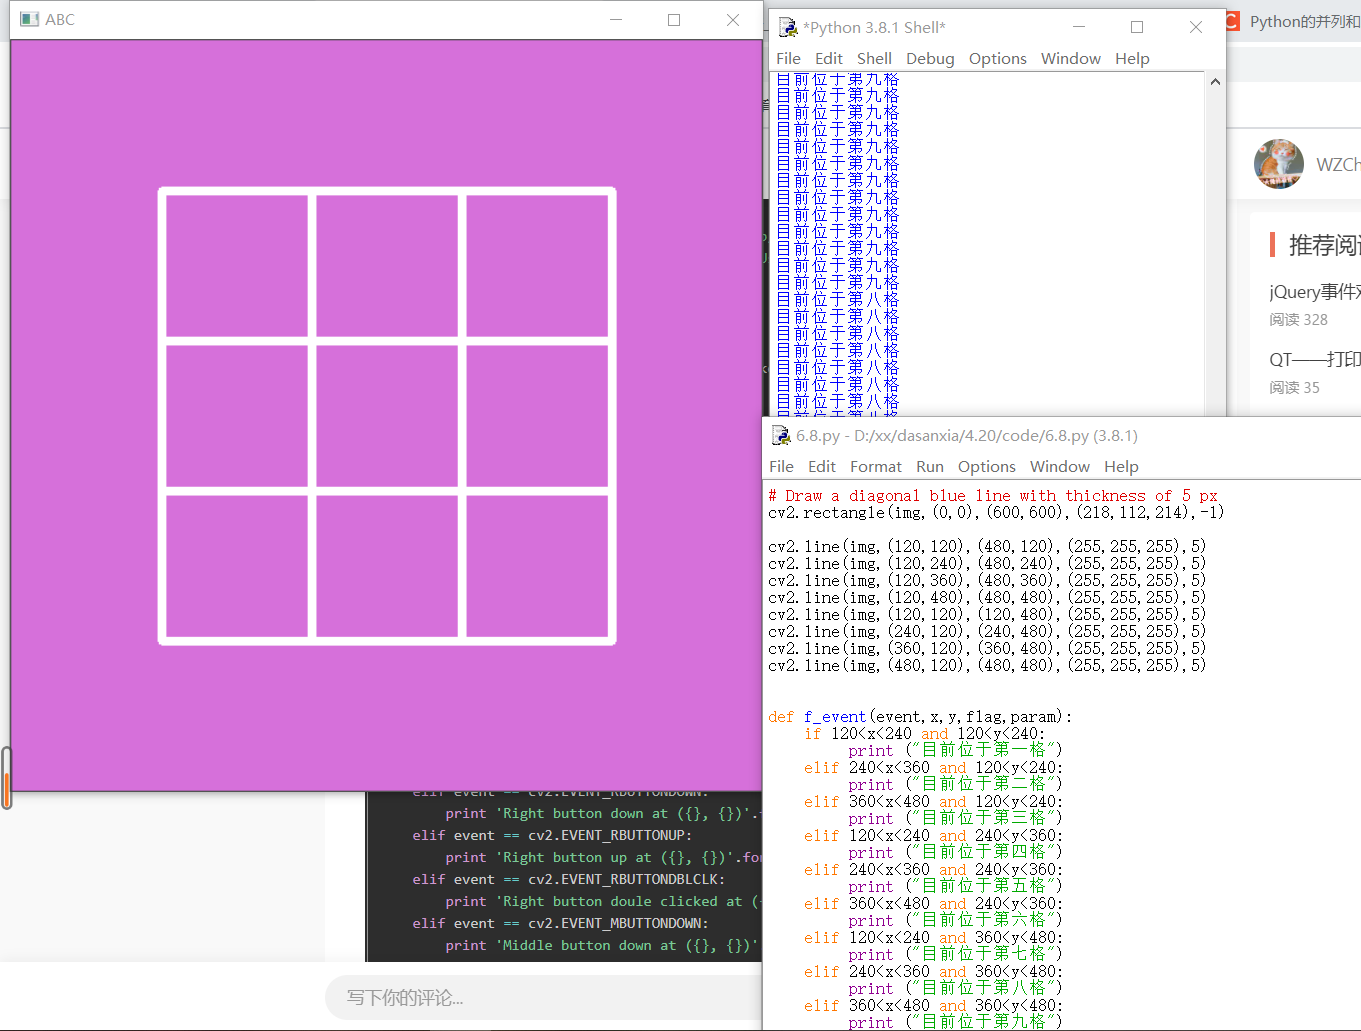 ABC
*Python 3.8.1 Shell*
File Edit Shell Debug Options Window Help
目前位于第九格
目前位于第九格
目前位于第九格
目前位于第九格
目前位于第九格
目前位于第九格
目前位于第九格
目前位于第九格
目前位于第九格
目前位于第九格
目前位于第九格
目前位于第九格
目前位于第九格
目前位于第八格
目前位于第八格
目前位于第八格
目前位于第八格
目前位于第八格
目前位于第八格
目前位于第八格
目前位于第八格
Python的并列和
WZCh
推荐阅
jQuery事件
阅读 328
QT——打印
阅读 35
6.8.py - D:/xx/dasanxia/4.20/code/6.8.py (3.8.1)
File Edit Format Run Options Window Help
# Draw a diagonal blue line with thickness of 5 px
cv2.rectangle(img,(0,0),(600,600),(218,112,214),-1)
cv2.line(img,(120,120),(480,120),(255,255,255),5)
cv2.line(img,(120,240),(480,240),(255,255,255),5)
cv2.line(img,(120,360),(480,360),(255,255,255),5)
cv2.line(img,(120,480),(480,480),(255,255,255),5)
cv2.line(img,(120,120),(120,480),(255,255,255),5)
cv2.line(img,(240,120),(240,480),(255,255,255),5)
cv2.line(img,(360,120),(360,480),(255,255,255),5)
cv2.line(img,(480,120),(480,480),(255,255,255),5)
def f_event(event,x,y,flag,param):
if 120<x<240 and 120<y<240:
print ("目前位于第一格")
elif 240<x<360 and 120<y<240:
print ("目前位于第二格")
elif 360<x<480 and 120<y<240:
print ("目前位于第三格")
elif 120<x<240 and 240<y<360:
print ("目前位于第四格")
elif 240<x<360 and 240<y<360:
print ("目前位于第五格")
elif 360<x<480 and 240<y<360:
print ("目前位于第六格")
elif 120<x<240 and 360<y<480:
print ("目前位于第七格")
elif 240<x<360 and 360<y<480:
print ("目前位于第八格")
elif 360<x<480 and 360<y<480:
print ("目前位于第九格")
elif event == cv2.EVENT_RBUTTONDOWN:
print 'Right button down at ({}, {})'.
elif event == cv2.EVENT_RBUTTONUP:
print 'Right button up at ({}, {})'.for
elif event == cv2.EVENT_RBUTTONDBLCLK:
print 'Right button doule clicked at (
elif event == cv2.EVENT_MBUTTONDOWN:
print 'Middle button down at ({}, {})'
写下你的评论...